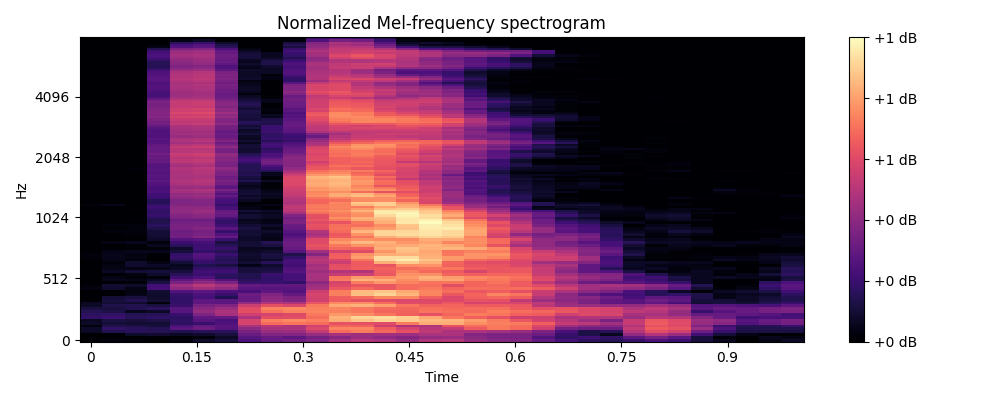 Normalized Mel-frequency spectrogram
Hz
4096
2048
1024
512
0
0 0.15 0.3 0.45 0.6 0.75 0.9
Time
+1 dB
+1 dB
+1 dB
+0 dB
+0 dB
+0 dB